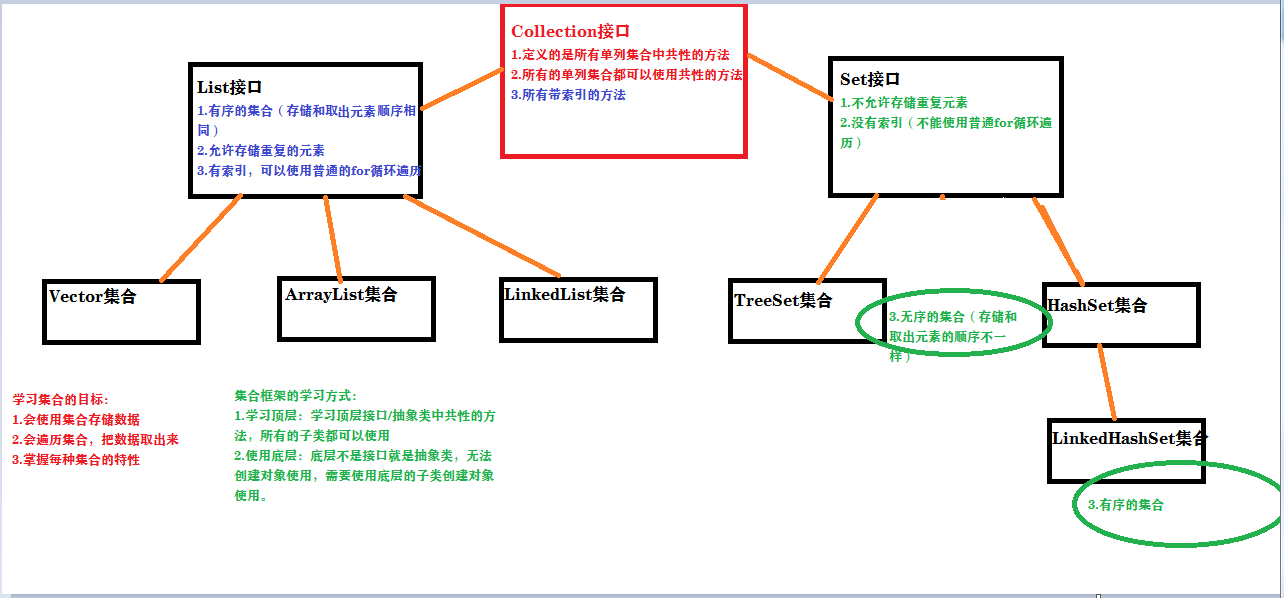 Collection接口
1.定义的是所有单列集合中共性的方法
2.所有的单列集合都可以使用共性的方法
3.所有带索引的方法
List接口
1.有序的集合（存储和取出元素顺序相
同）
2.允许存储重复的元素
3.有索引，可以使用普通的for循环遍历
Set接口
1.不允许存储重复元素
2.没有索引（不能使用普通for循环遍
历）
Vector集合
ArrayList集合
LinkedList集合
TreeSet集合
3.无序的集合（存储和
取出元素的顺序不一
样）
HashSet集合
LinkedHashSet集合
3.有序的集合
学习集合的目标：
1.会使用集合存储数据
2.会遍历集合，把数据取出来
3.掌握每种集合的特性
集合框架的学习方式：
1.学习顶层：学习顶层接口/抽象类中共性的方
法，所有的子类都可以使用
2.使用底层：底层不是接口就是抽象类，无法
创建对象使用，需要使用底层的子类创建对象
使用。